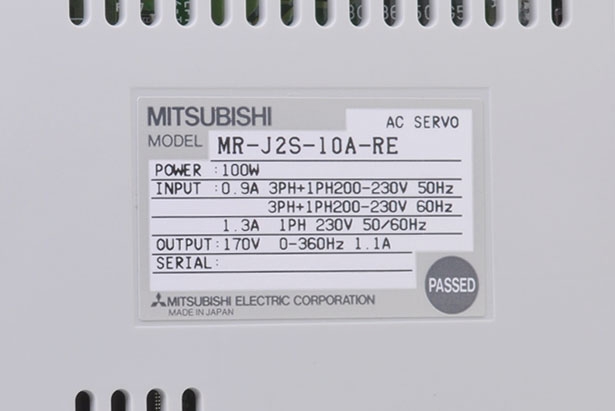 MITSUBISHI
AC SERVO
MODEL MR-J2S-10A-RE
POWER :100W
INPUT :0.9A 3PH+1PH200-230V 50Hz
3PH+1PH200-230V 60Hz
1.3A 1PH 230V 50/60Hz
OUTPUT:170V 0-360Hz 1.1A
SERIAL:
PASSED
MITSUBISHI ELECTRIC CORPORATION
MADE IN JAPAN